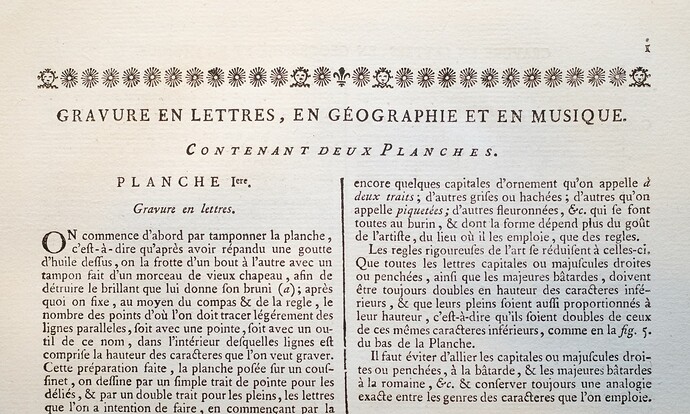 GRAVURE EN LETTRES, EN GÉOGRAPHIE ET EN MUSIQUE.
CONTENANT DEUX PLANCHES.
PLANCHE Iere.
Gravure en lettres.
ON commence d'abord par tamponner la planche,
c'eſt-à-dire qu'après avoir répandu une goutte
d'huile deſſus, on la frotte d'un bout à l'autre avec un
tampon fait d'un morceau de vieux chapeau, afin de
détruire le brillant que lui donne ſon bruni (a); après
quoi on fixe, au moyen du compas & de la regle, le
nombre des points d'où l'on doit tracer légérement des
lignes paralleles, ſoit avec une pointe, ſoit avec un ou-
til de ce nom, dans l'intérieur deſquelles lignes eſt
compriſe la hauteur des caracteres que l'on veut graver.
Cette préparation faite, la planche poſée ſur un couſ-
ſinet, on deſſine par un ſimple trait de pointe pour les
déliés, & par un double trait pour les pleins, les lettres
que l'on a intention de faire, en commençant par la
encore quelques capitales d'ornement qu'on appelle à
deux traits; d'autres griſes ou hachées; d'autres qu'on
appelle piquetées; d'autres fleuronnées, &c. qui ſe font
toutes au burin, & dont la forme dépend plus du goût
de l'artiſte, du lieu où il les emploie, que des regles.
Les regles rigoureuſes de l'art ſe réduiſent à celles-ci.
Que toutes les lettres capitales ou majuſcules droites
ou penchées, ainſi que les majeures bâtardes, doivent
être toujours doubles en hauteur des caracteres infé-
rieurs, & que leurs pleins ſoient auſſi proportionnés à
leur hauteur, c'eſt-à-dire qu'ils ſoient doubles de ceux
de ces mêmes caracteres inférieurs, comme en la fig. 5.
du bas de la Planche.
Il faut éviter d'allier les capitales ou majuſcules droi-
tes ou penchées, à la bâtarde, & les majeures bâtardes
à la romaine, &c. & conſerver toujours une analogie
exacte entre les genres des caracteres que l'on emploie.